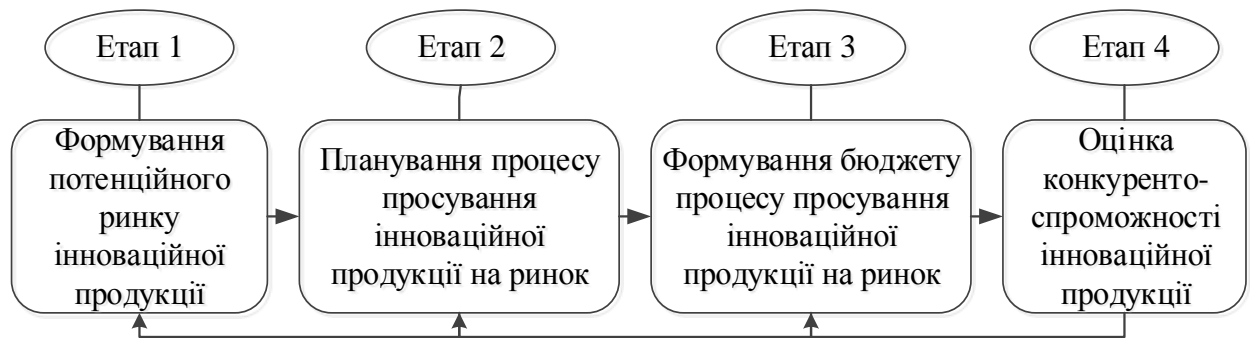 Етап 1
Етап 2
Етап 3
Етап 4
Формування
потенційного
ринку
інноваційної
продукції
Планування процесу
просування
інноваційної
продукції на ринок
Формування бюджету
процесу просування
інноваційної
продукції на ринок
Оцінка
конкуренто-
спроможності
інноваційної
продукції